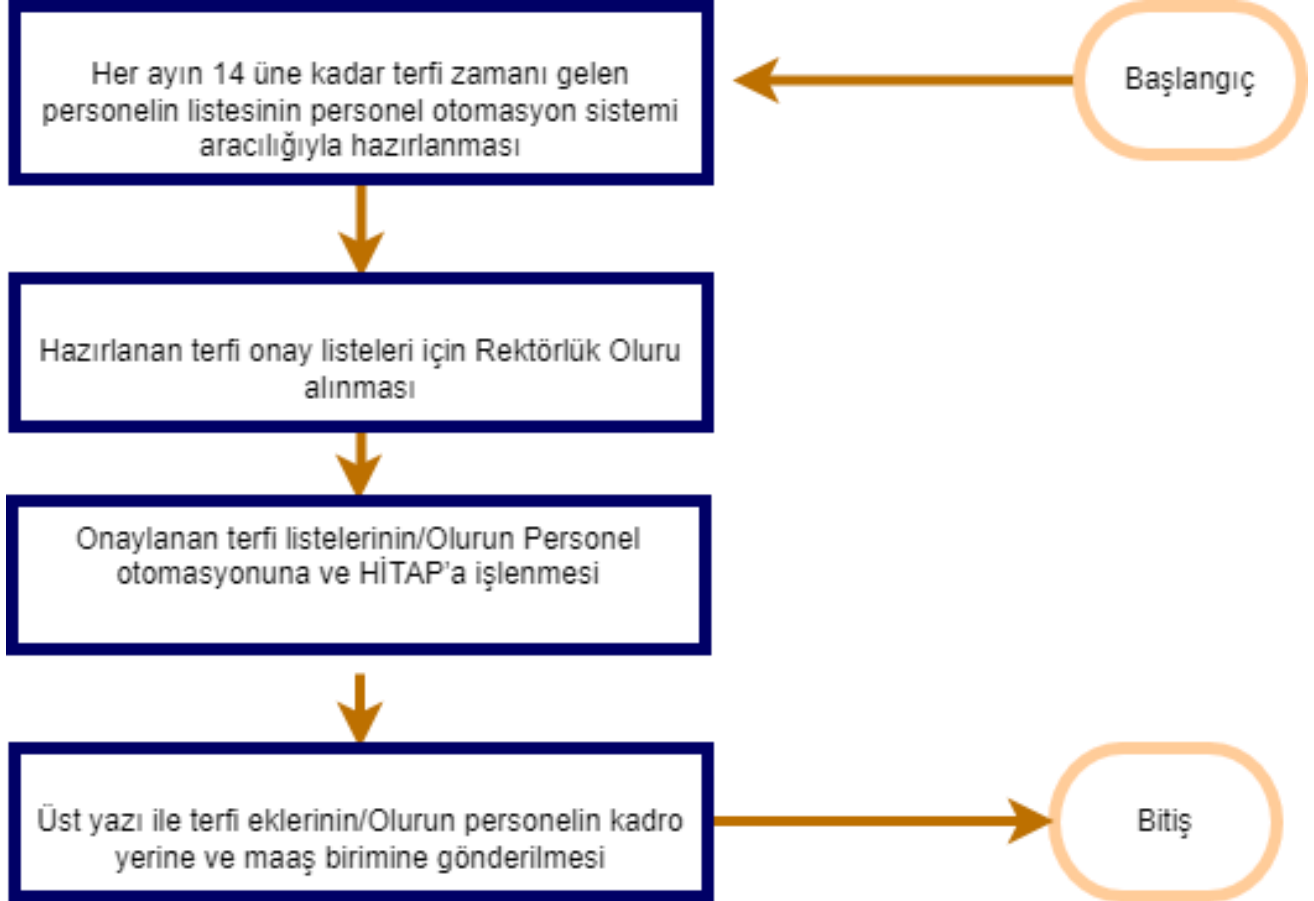 Başlangıç
Her ayın 14 üne kadar terfi zamanı gelen
personelin listesinin personel otomasyon sistemi
aracılığıyla hazırlanması
Hazırlanan terfi onay listeleri için Rektörlük Oluru
alınması
Onaylanan terfi listelerinin/Olurun Personel
otomasyonuna ve HİTAP'a işlenmesi
Üst yazı ile terfi eklerinin/Olurun personelin kadro
yerine ve maaş birimine gönderilmesi
Bitiş